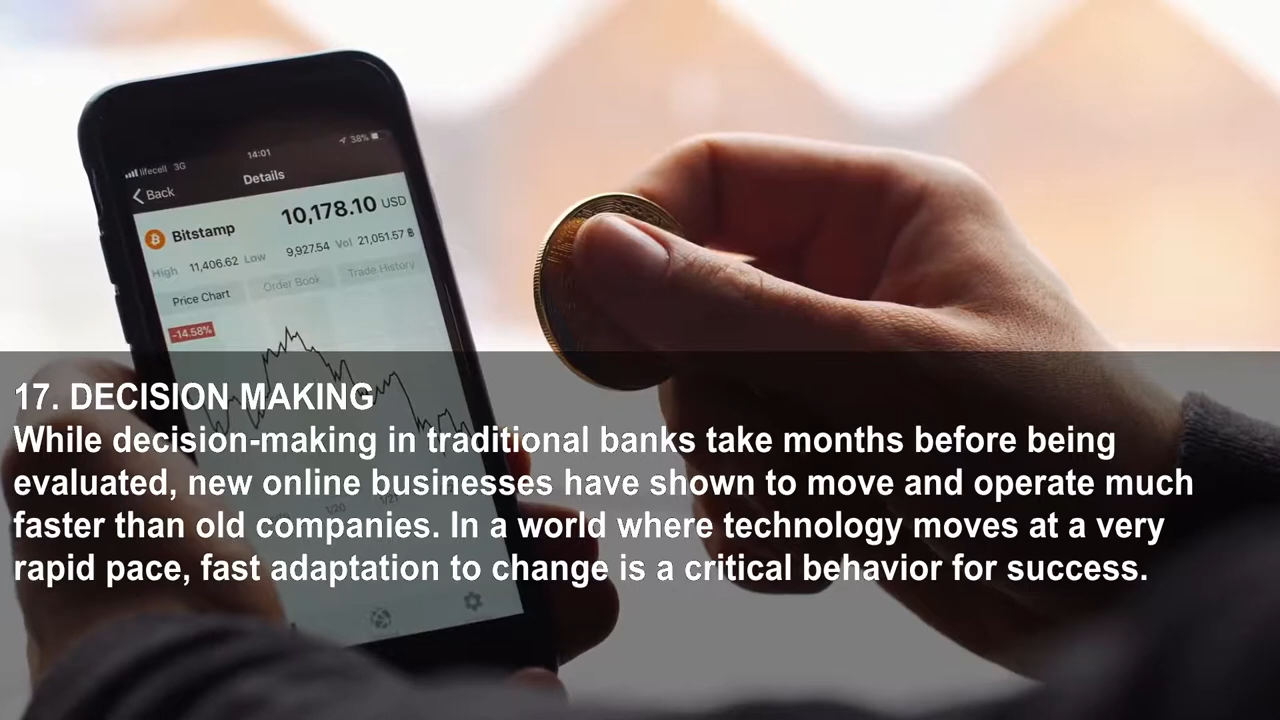 lifecell 3G 14:01 38%
Back Details
Bitstamp 10,178.10 USD
High 11,406.62 Low 9,927.54 Vol 21,051.57 ฿
Price Chart Order Book Trade History
-14.58%
17. DECISION MAKING
While decision-making in traditional banks take months before being
evaluated, new online businesses have shown to move and operate much
faster than old companies. In a world where technology moves at a very
rapid pace, fast adaptation to change is a critical behavior for success.